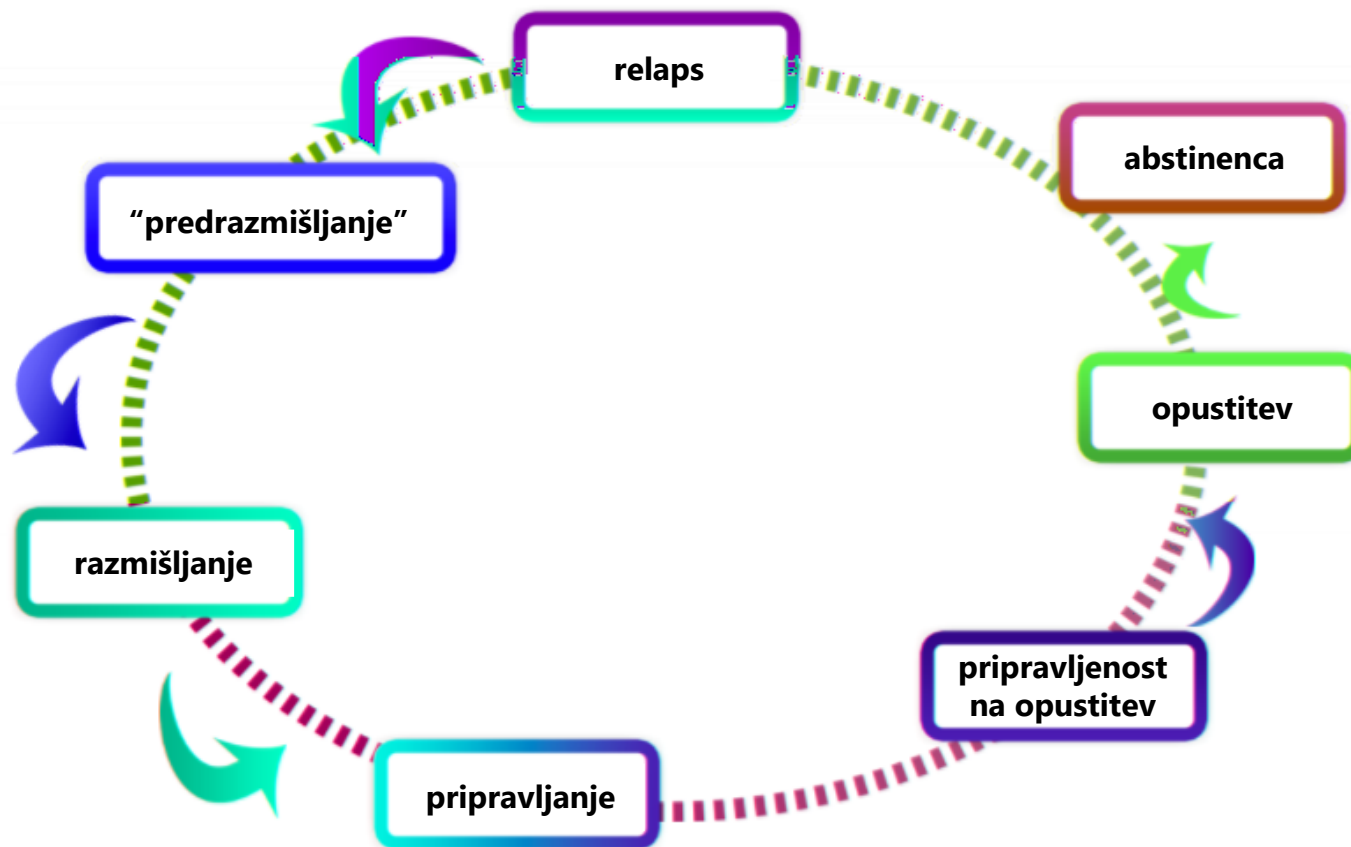 relaps
abstinenca
“predrazmišljanje”
opustitev
razmišljanje
pripravljenost
na opustitev
pripravljanje